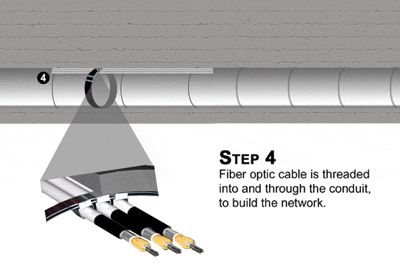 4
STEP 4
Fiber optic cable is threaded
into and through the conduit,
to build the network.